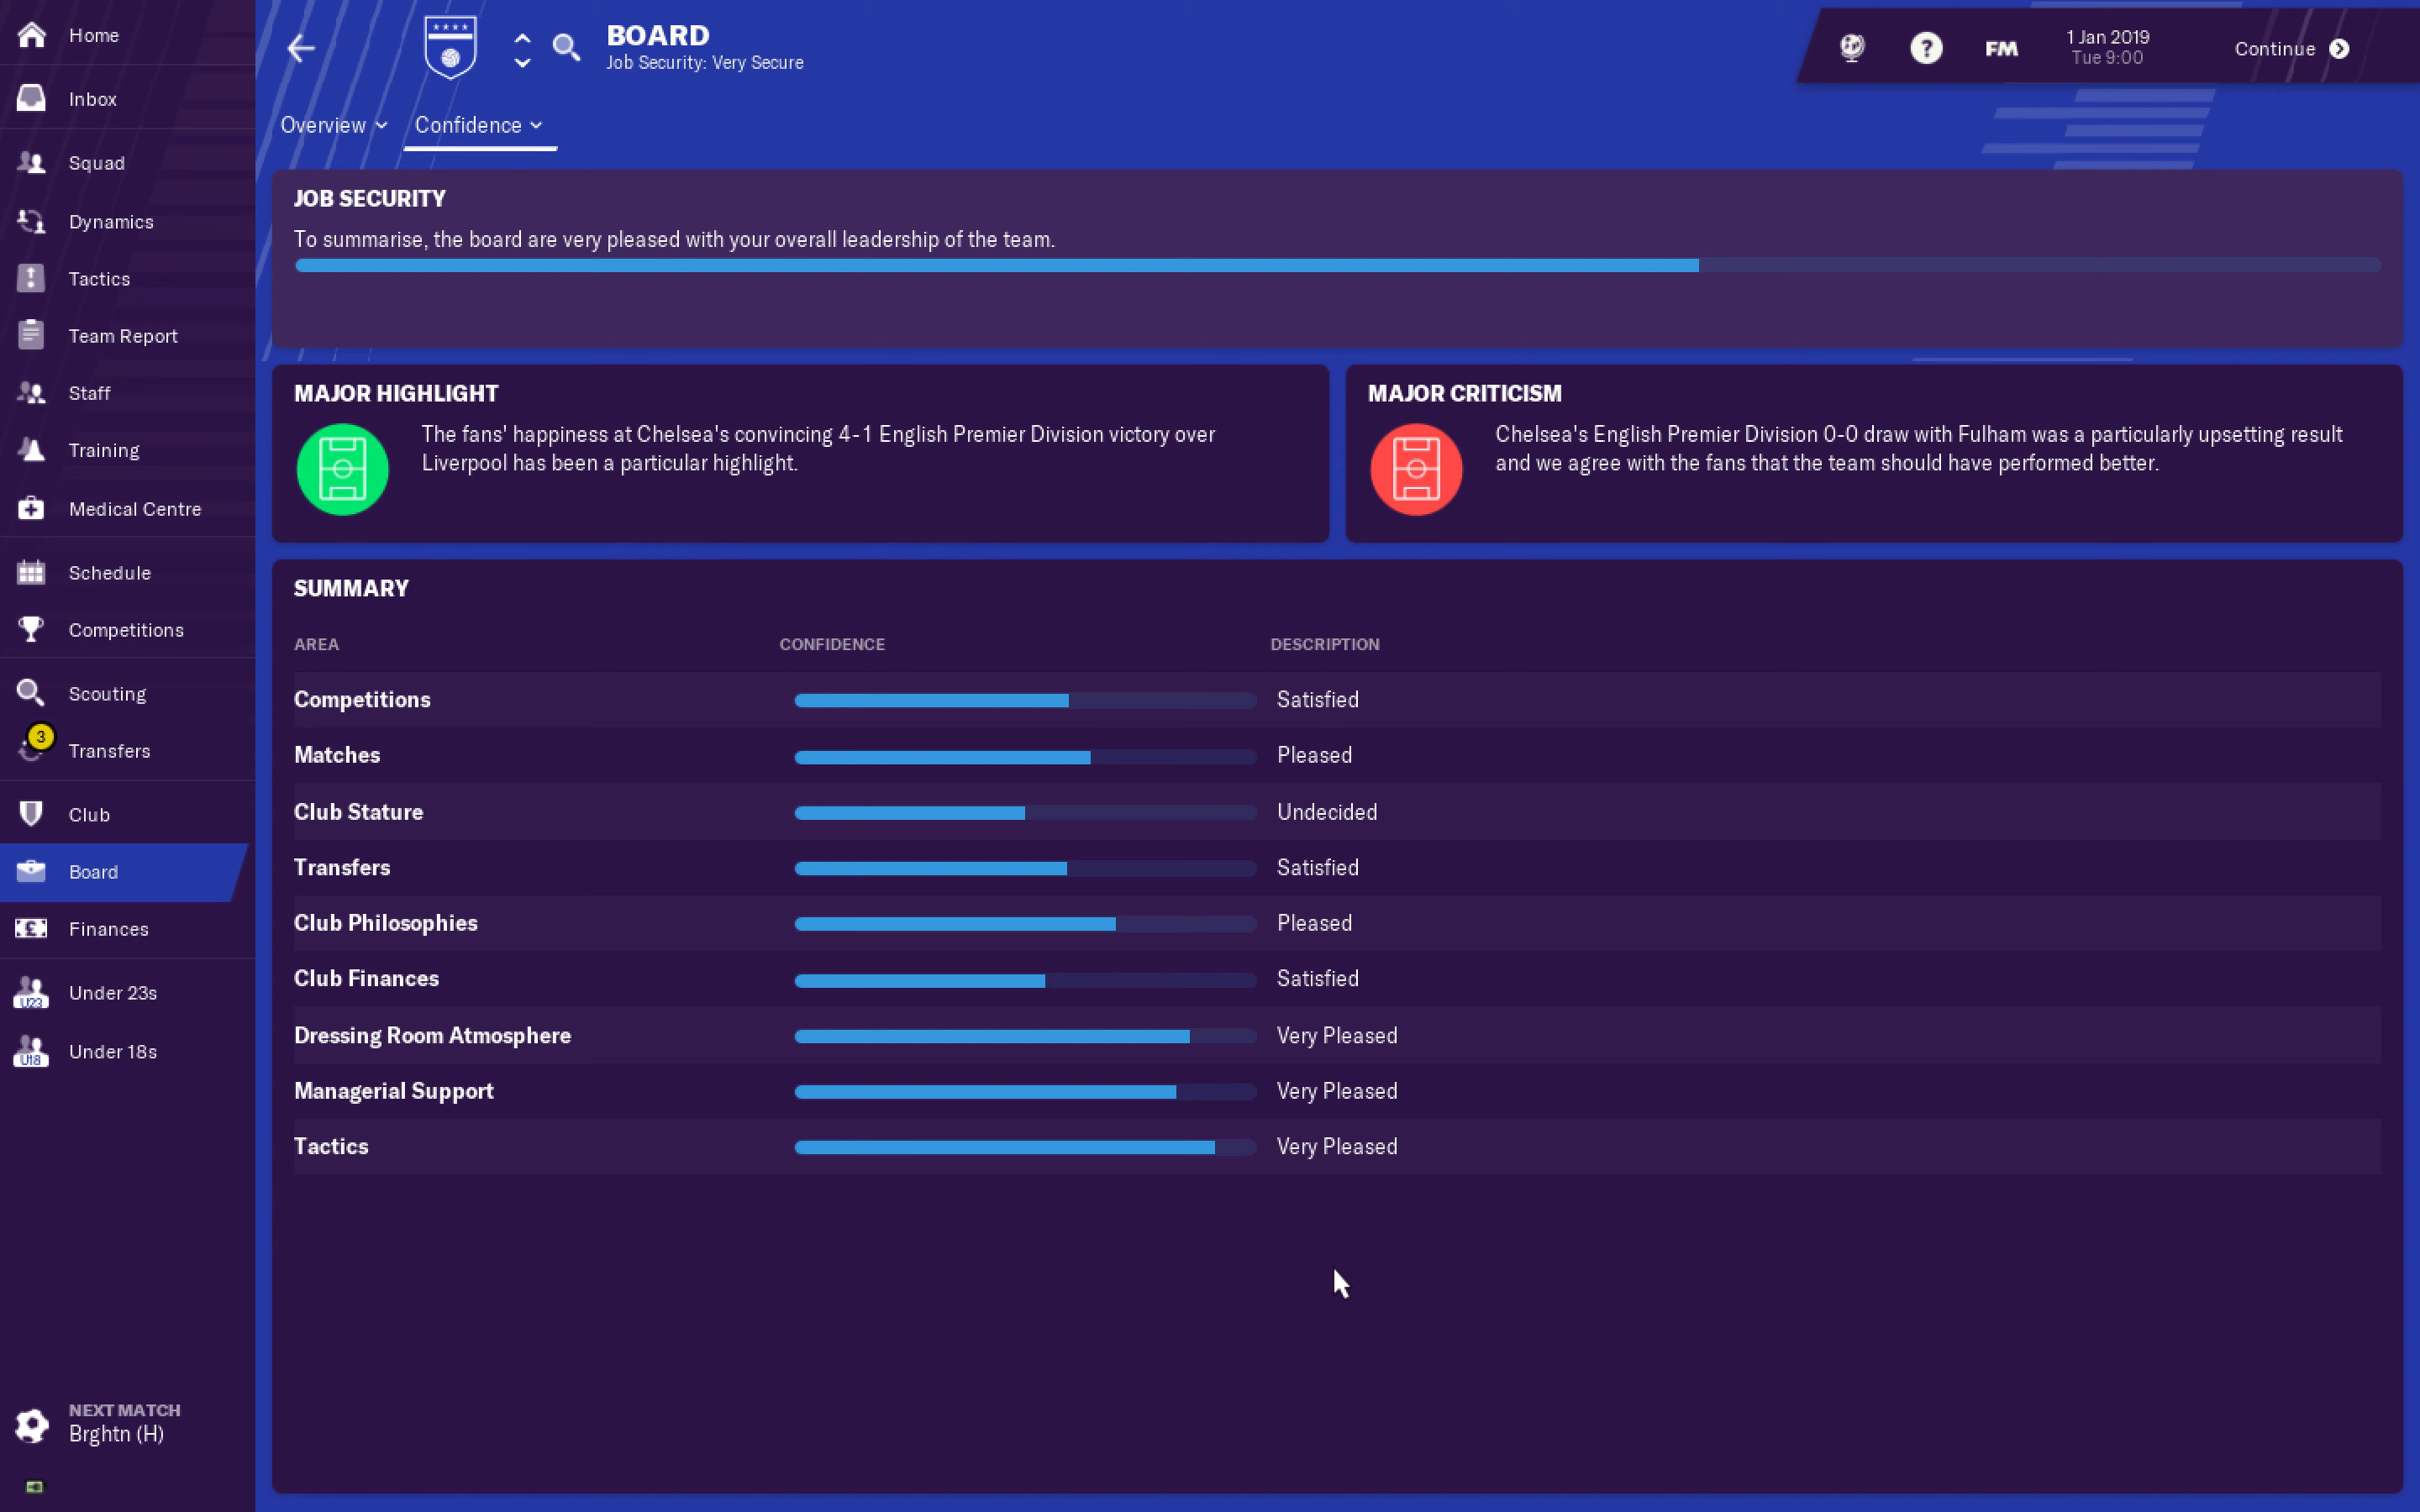 Home
Inbox
Squad
Dynamics
Tactics
Team Report
Staff
Training
Medical Centre
Schedule
Competitions
Scouting
3
Transfers
Club
Board
Finances
U23
Under 23s
U18
Under 18s
NEXT MATCH
Brghtn (H)
BOARD
Job Security: Very Secure
?
FM
1 Jan 2019
Tue 9:00
Continue
Overview
Confidence
JOB SECURITY
To summarise, the board are very pleased with your overall leadership of the team.
MAJOR HIGHLIGHT
The fans' happiness at Chelsea's convincing 4-1 English Premier Division victory over
Liverpool has been a particular highlight.
MAJOR CRITICISM
Chelsea's English Premier Division 0-0 draw with Fulham was a particularly upsetting result
and we agree with the fans that the team should have performed better.
SUMMARY
AREA CONFIDENCE DESCRIPTION
Competitions Satisfied
Matches Pleased
Club Stature Undecided
Transfers Satisfied
Club Philosophies Pleased
Club Finances Satisfied
Dressing Room Atmosphere Very Pleased
Managerial Support Very Pleased
Tactics Very Pleased